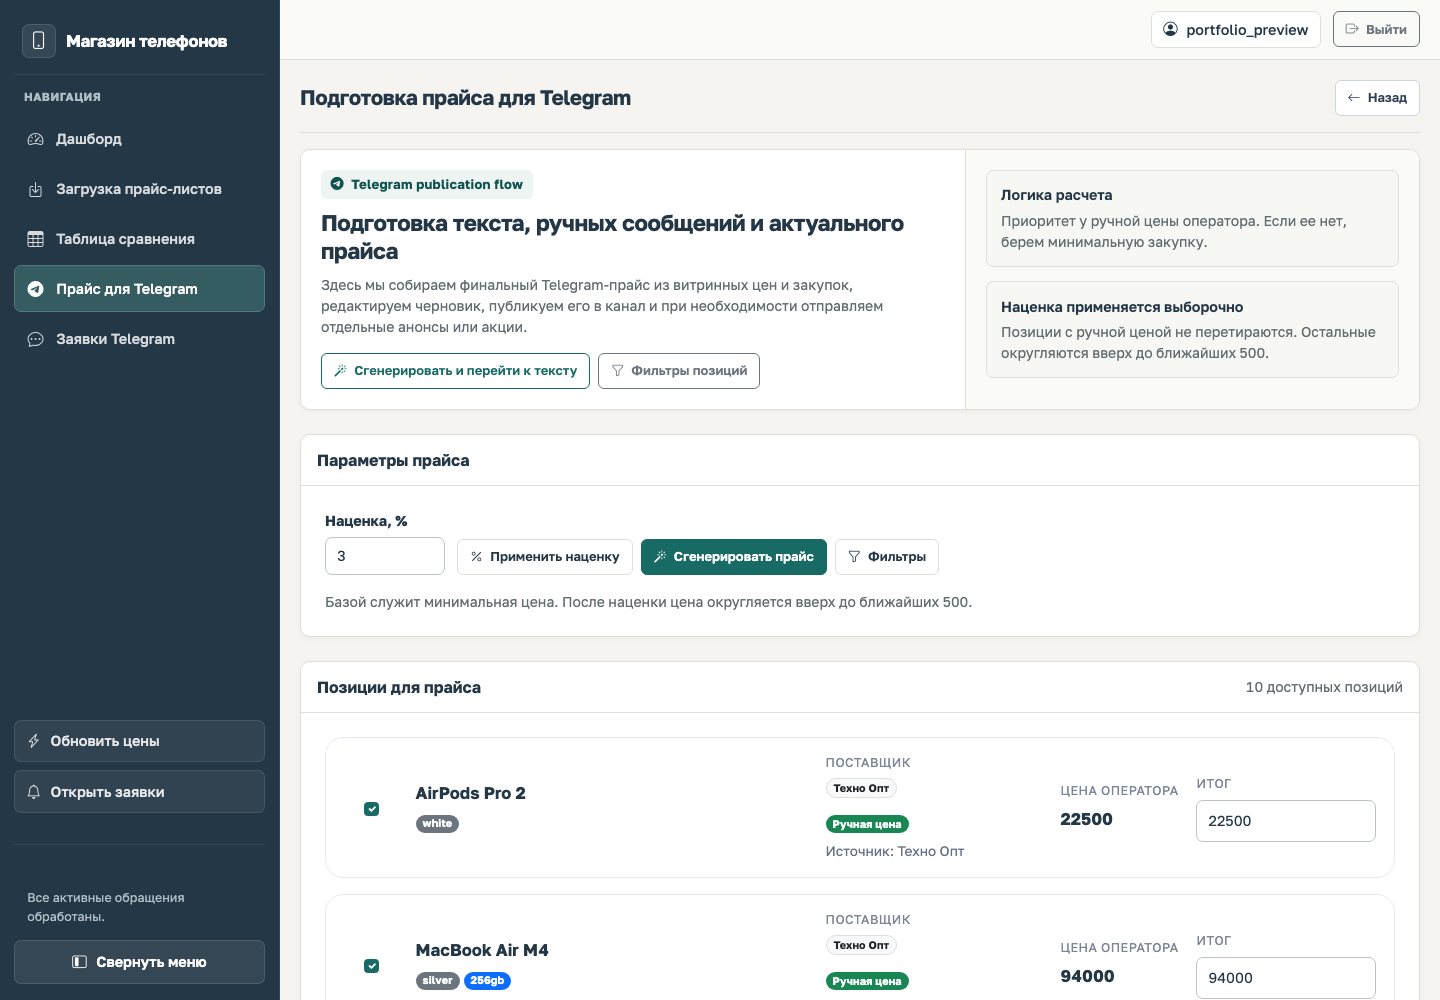 Магазин телефонов
НАВИГАЦИЯ
Дашборд
Загрузка прайс-листов
Таблица сравнения
Прайс для Telegram
Заявки Telegram
Обновить цены
Открыть заявки
Все активные обращения
обработаны.
Свернуть меню
portfolio_preview
Выйти
Подготовка прайса для Telegram
Назад
Telegram publication flow
Подготовка текста, ручных сообщений и актуального
прайса
Здесь мы собираем финальный Telegram-прайс из витринных цен и закупок,
редактируем черновик, публикуем его в канал и при необходимости отправляем
отдельные анонсы или акции.
Сгенерировать и перейти к тексту
Фильтры позиций
Логика расчета
Приоритет у ручной цены оператора. Если ее нет,
берем минимальную закупку.
Наценка применяется выборочно
Позиции с ручной ценой не перетираются. Остальные
округляются вверх до ближайших 500.
Параметры прайса
Наценка, %
3
Применить наценку
Сгенерировать прайс
Фильтры
Базой служит минимальная цена. После наценки цена округляется вверх до ближайших 500.
Позиции для прайса
10 доступных позиций
AirPods Pro 2
white
ПОСТАВЩИК
Техно Опт
Ручная цена
Источник: Техно Опт
ЦЕНА ОПЕРАТОРА
22500
ИТОГ
22500
MacBook Air M4
silver 256gb
ПОСТАВЩИК
Техно Опт
Ручная цена
ЦЕНА ОПЕРАТОРА
94000
ИТОГ
94000